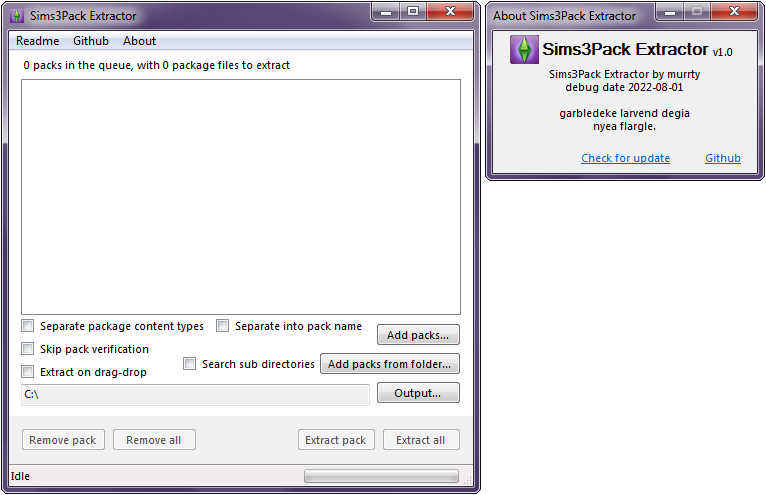 Sims3Pack Extractor
Readme Github About
0 packs in the queue, with 0 package files to extract
Separate package content types Separate into pack name
Add packs...
Skip pack verification
Search sub directories Add packs from folder...
Extract on drag-drop
C:\ Output...
Remove pack Remove all Extract pack Extract all
Idle
About Sims3Pack Extractor
Sims3Pack Extractor v1.0
Sims3Pack Extractor by murrty
debug date 2022-08-01
garbledeke larvend degia
nyea flargle.
Check for update Github